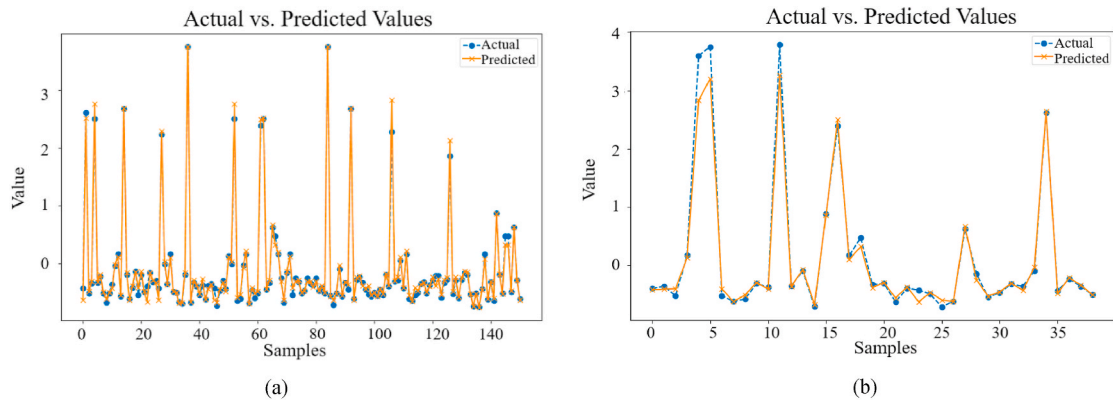 Actual vs. Predicted Values
Actual
Predicted
Value
3
2
1
0
0 20 40 60 80 100 120 140
Samples
(a)
Actual vs. Predicted Values
Actual
Predicted
Value
4
3
2
1
0
0 5 10 15 20 25 30 35
Samples
(b)